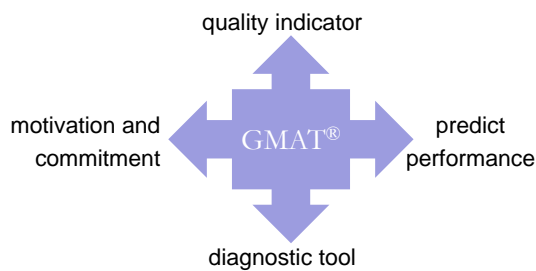 quality indicator
motivation and
commitment
GMAT®
predict
performance
diagnostic tool